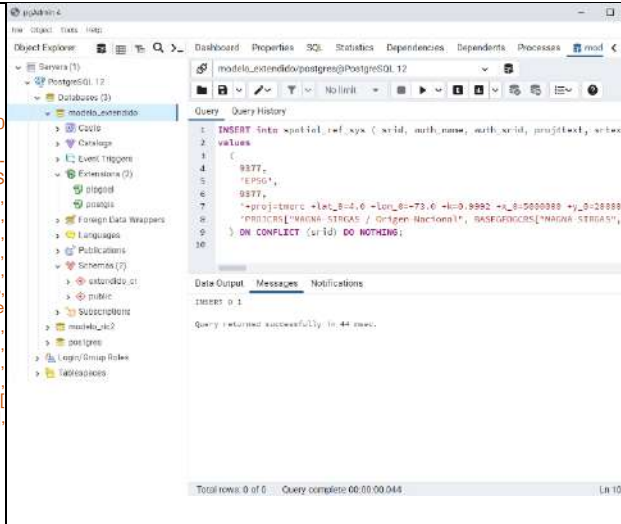 pgAdmin 4
File Object Tools Help
Object Explorer
Dashboard Properties SQL Statistics Dependencies Dependents Processes mod
Servers (1)
PostgreSQL 12
Databases (3)
modelo_extendido
Casts
Catalogs
Event Triggers
Extensions (2)
plpgsql
postgis
Foreign Data Wrappers
Languages
Publications
Schemas (2)
extendido_cl
public
Subscriptions
modelo_ric2
postgres
Login/Group Roles
Tablespaces
modelo_extendido/postgres@PostgreSQL 12
No limit
Query Query History
1 INSERT into spatial_ref_sys ( srid, auth_name, auth_srid, proj4text, srtex
2 values
3 (
4 9377,
5 'EPSG',
6 9377,
7 '+proj=tmerc +lat_0=4.0 +lon_0=-73.0 +k=0.9992 +x_0=5000000 +y_0=20000
8 'PROJCRS["MAGNA-SIRGAS / Origen-Nacional", BASEGEOGCRS["MAGNA-SIRGAS",
9 ) ON CONFLICT (srid) DO NOTHING;
10
Data Output Messages Notifications
INSERT 0 1
Query returned successfully in 44 msec.
Total rows: 0 of 0 Query complete 00:00:00.044 Ln 10